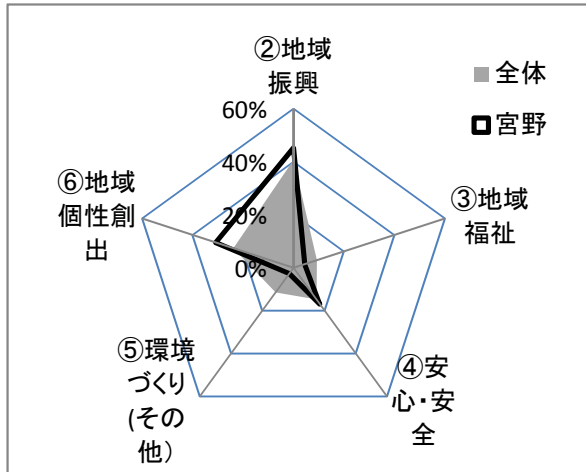 ②地域
振興
全体
宮野
60%
40%
20%
0%
③地域
福祉
④安
心・安
全
⑤環境
づくり
(その
他）
⑥地域
個性創
出